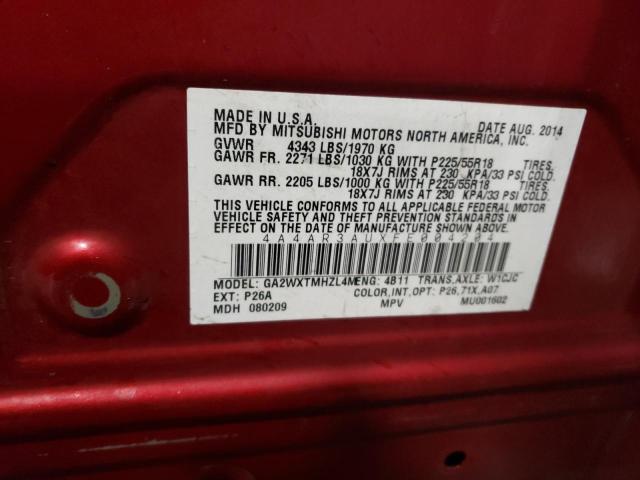 MADE IN U.S.A. DATE AUG. 2014
MFD BY MITSUBISHI MOTORS NORTH AMERICA, INC.
GVWR 4343 LBS/1970 KG
GAWR FR. 2271 LBS/1030 KG WITH P225/55R18 TIRES,
18X7J RIMS AT 230 KPA/33 PSI COLD.
GAWR RR. 2205 LBS/1000 KG WITH P225/55R18 TIRES,
18X7J RIMS AT 230 KPA/33 PSI COLD.
THIS VEHICLE CONFORMS TO ALL APPLICABLE FEDERAL MOTOR
VEHICLE SAFETY AND THEFT PREVENTION STANDARDS IN
EFFECT ON THE DATE OF MANUFACTURE SHOWN ABOVE.
4A4AR3AUXFE004204
MODEL: GA2WXTMHZL4M ENG: 4B11 TRANS,AXLE: W1CJC
EXT: P26A COLOR,INT,OPT: P26,71X,A07
MDH 080209 MPV MU001602